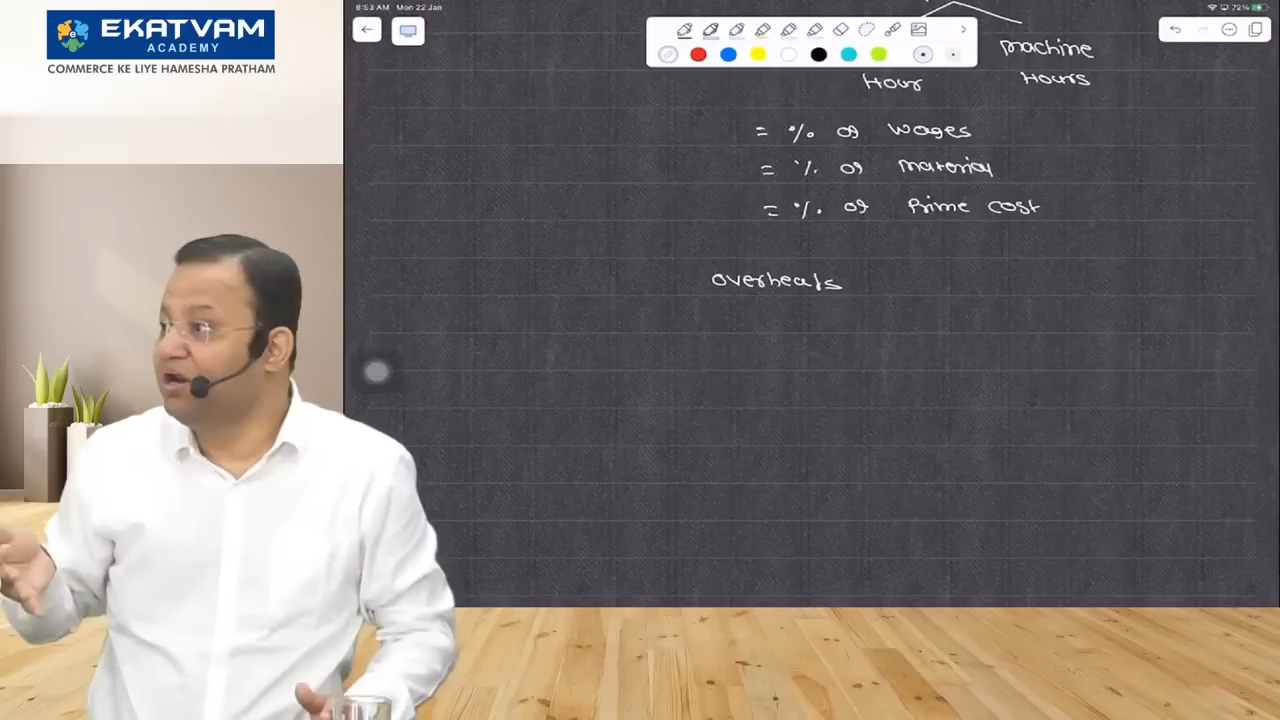 EKATVAM
ACADEMY
COMMERCE KE LIYE HAMESHA PRATHAM
6:53 AM Mon 22 Jan
72%
machine
Hour
Hours
= % of wages
= % of material
= % of Prime cost
overheads